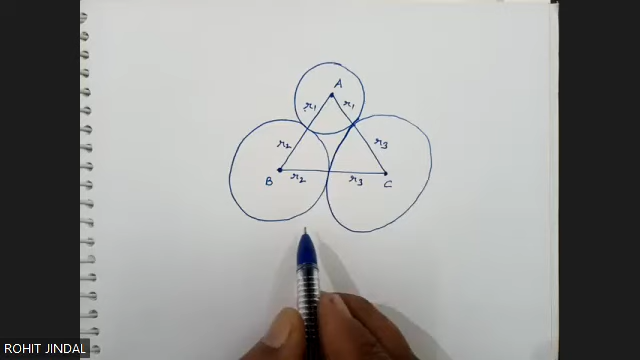 A
r1 r1
r2 r3
B r2 r3 C
ROHIT JINDAL